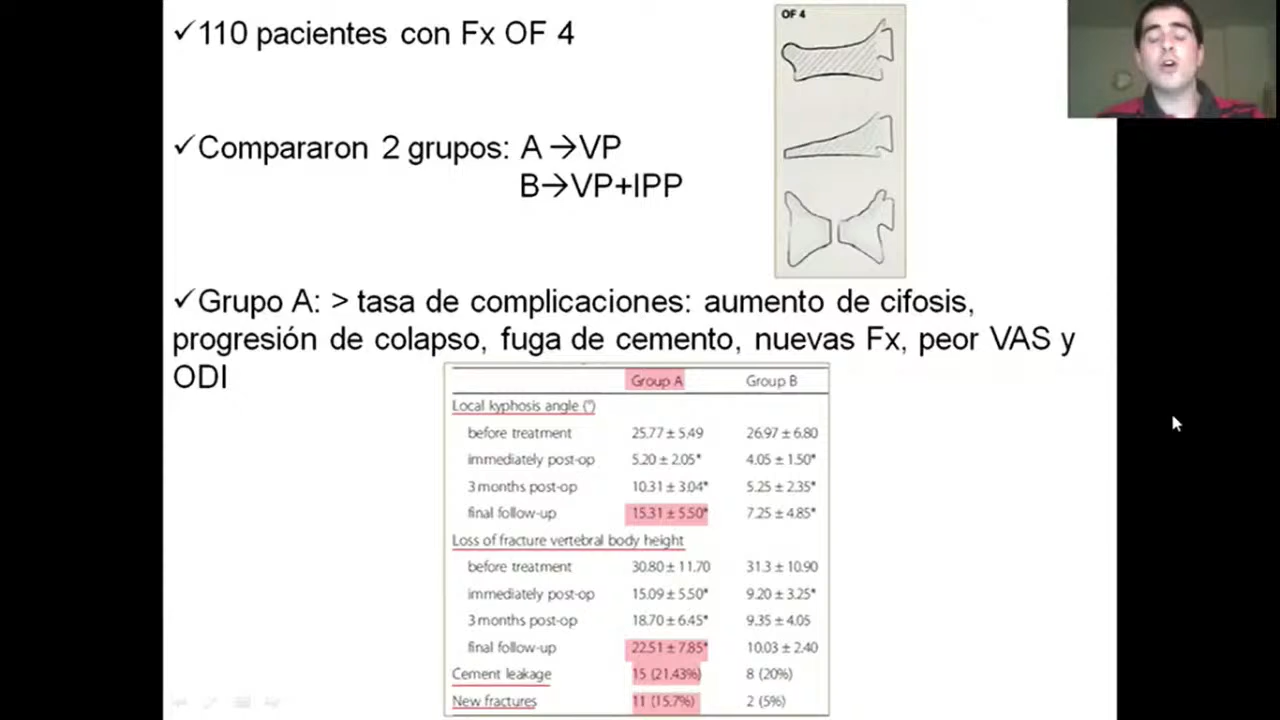 ✓110 pacientes con Fx OF 4
OF 4
✓Compararon 2 grupos: A →VP
B→VP+IPP
✓Grupo A: > tasa de complicaciones: aumento de cifosis,
progresión de colapso, fuga de cemento, nuevas Fx, peor VAS y
ODI
Group A Group B
Local kyphosis angle (°)
before treatment 25.77 ± 5.49 26.97 ± 6.80
immediately post-op 5.20 ± 2.05* 4.05 ± 1.50*
3 months post-op 10.31 ± 3.04* 5.25 ± 2.35*
final follow-up 15.31 ± 5.50* 7.25 ± 4.85*
Loss of fracture vertebral body height
before treatment 30.80 ± 11.70 31.3 ± 10.90
immediately post-op 15.09 ± 5.50* 9.20 ± 3.25*
3 months post-op 18.70 ± 6.45* 9.35 ± 4.05
final follow-up 22.51 ± 7.85* 10.03 ± 2.40
Cement leakage 15 (21.43%) 8 (20%)
New fractures 11 (15.7%) 2 (5%)